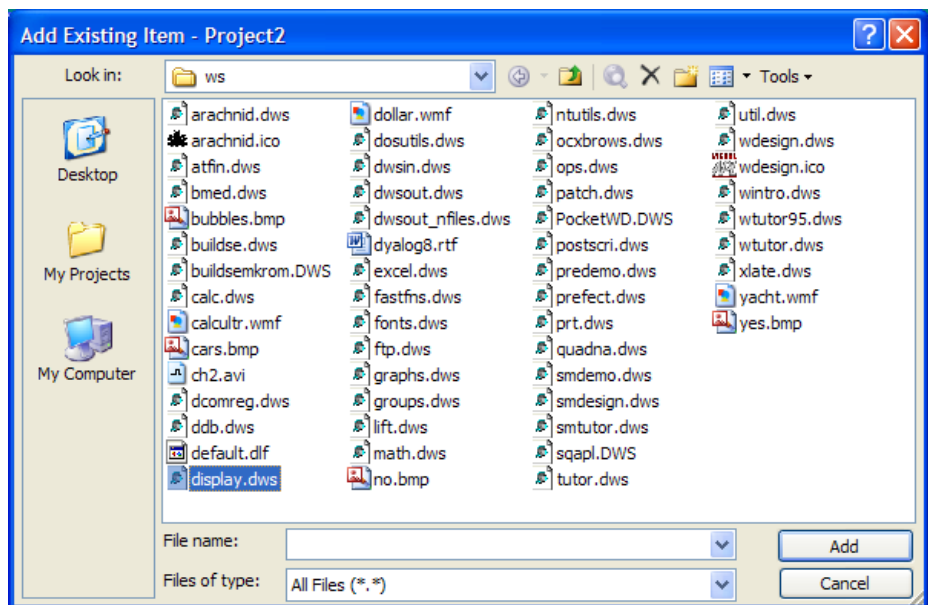 Add Existing Item - Project2
Look in:
ws
Tools
Desktop
My Projects
My Computer
arachnid.dws
arachnid.ico
atfin.dws
bmed.dws
bubbles.bmp
buildse.dws
buildsemkrom.DWS
calc.dws
calcultr.wmf
cars.bmp
ch2.avi
dcomreg.dws
ddb.dws
default.dlf
display.dws
dollar.wmf
dosutils.dws
dwsin.dws
dwsout.dws
dwsout_nfiles.dws
dyalog8.rtf
excel.dws
fastfns.dws
fonts.dws
ftp.dws
graphs.dws
groups.dws
lift.dws
math.dws
no.bmp
ntutils.dws
ocxbrows.dws
ops.dws
patch.dws
PocketWD.DWS
postscri.dws
predemo.dws
prefect.dws
prt.dws
quadna.dws
smdemo.dws
smdesign.dws
smtutor.dws
sqapl.DWS
tutor.dws
util.dws
wdesign.dws
wdesign.ico
wintro.dws
wtutor95.dws
wtutor.dws
xlate.dws
yacht.wmf
yes.bmp
File name:
Add
Files of type:
All Files (*.*)
Cancel